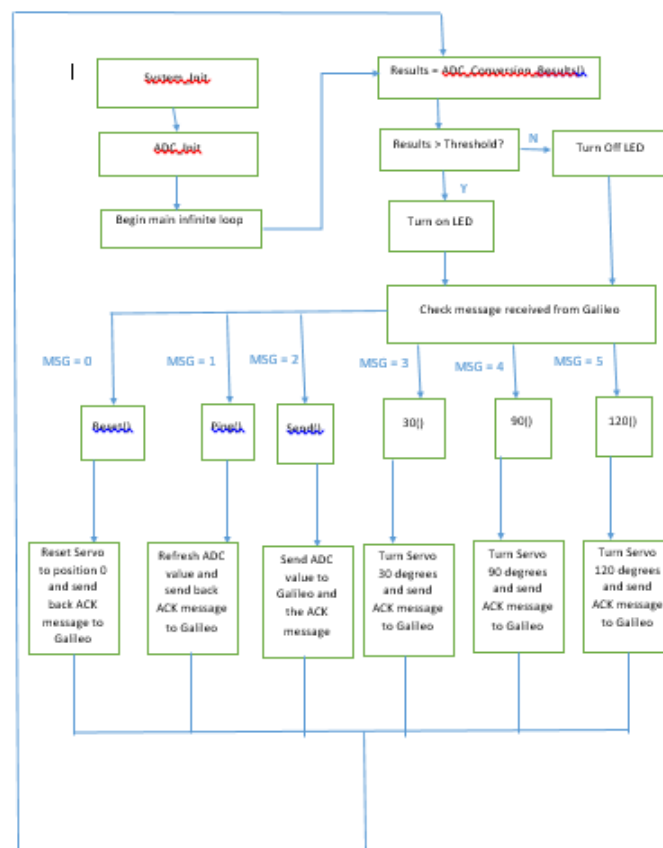 System_Init
ADC_Init
Begin main infinite loop
Results = ADC_Conversion_Results()
Results > Threshold?
N
Turn Off LED
Y
Turn on LED
Check message received from Galileo
MSG = 0
MSG = 1
MSG = 2
MSG = 3
MSG = 4
MSG = 5
Reset()
Ping()
Send()
30()
90()
120()
Reset Servo
to position 0
and send
back ACK
message to
Galileo
Refresh ADC
value and
send back
ACK message
to Galileo
Send ADC
value to
Galileo and
the ACK
message
Turn Servo
30 degrees
and send
ACK message
to Galileo
Turn Servo
90 degrees
and send
ACK message
to Galileo
Turn Servo
120 degrees
and send
ACK message
to Galileo